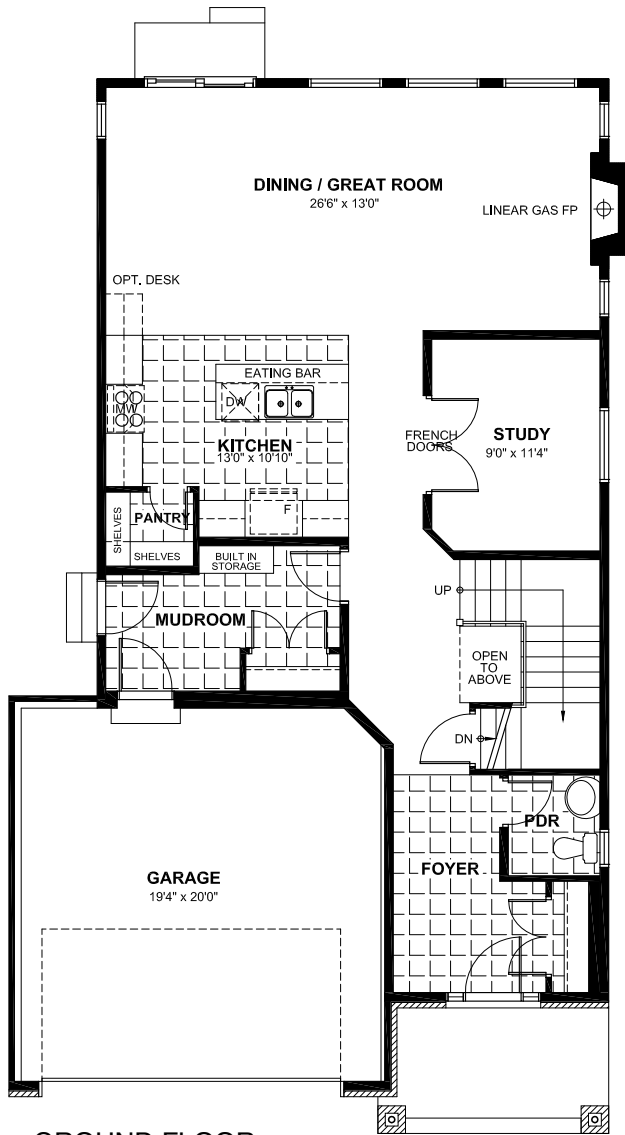 DINING / GREAT ROOM
26'6" x 13'0"
LINEAR GAS FP
OPT. DESK
EATING BAR
MW
DW
KITCHEN
13'0" x 10'10"
FRENCH
DOORS
STUDY
9'0" x 11'4"
F
PANTRY
SHELVES
SHELVES
BUILT IN
STORAGE
UP
MUDROOM
OPEN
TO
ABOVE
DN
PDR
FOYER
GARAGE
19'4" x 20'0"
GROUND FLOOR